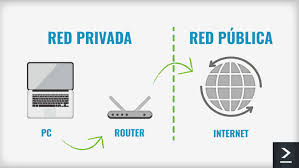 RED PRIVADA
RED PÚBLICA
PC
ROUTER
INTERNET